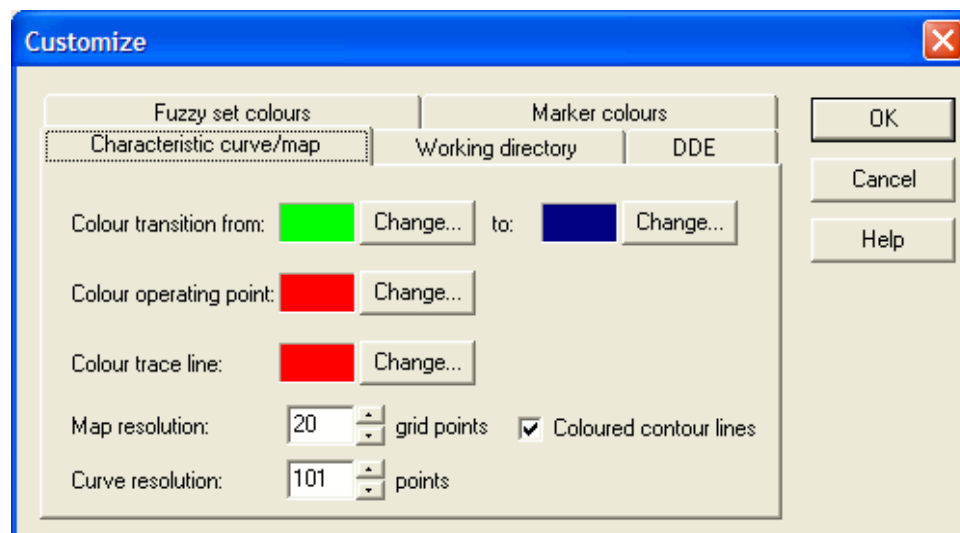 Customize
Fuzzy set colours Marker colours
Characteristic curve/map Working directory DDE
OK
Cancel
Help
Colour transition from: Change... to: Change...
Colour operating point: Change...
Colour trace line: Change...
Map resolution: 20 grid points Coloured contour lines
Curve resolution: 101 points